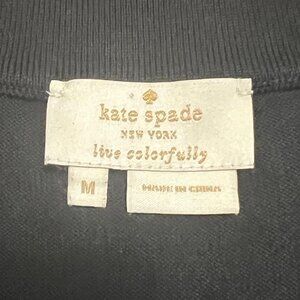 kate spade
NEW YORK
live colorfully
M
MADE IN CHINA